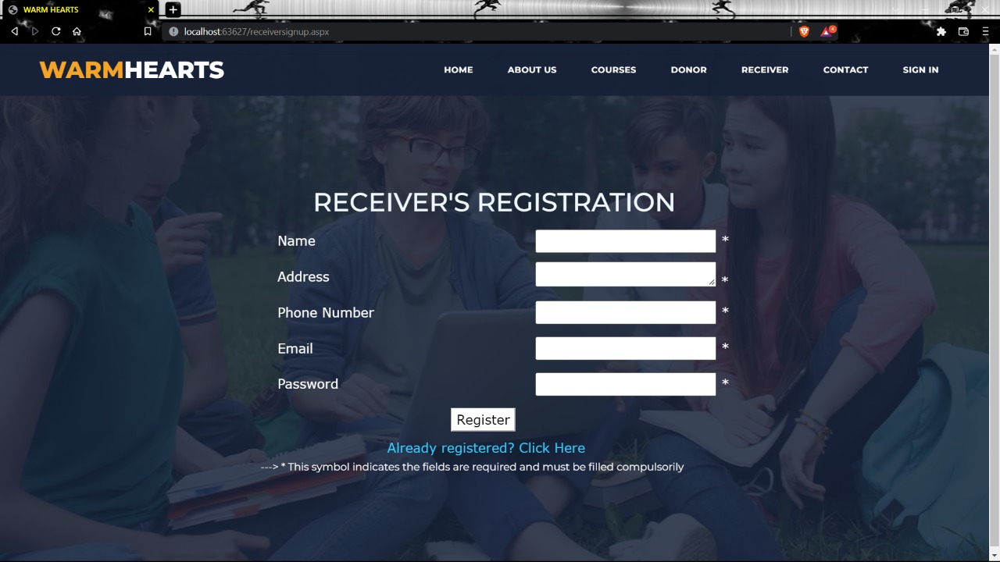 WARM HEARTS
localhost:63627/receiversignup.aspx
4
WARMHEARTS
HOME
ABOUT US
COURSES
DONOR
RECEIVER
CONTACT
SIGN IN
RECEIVER'S REGISTRATION
Name *
Address *
Phone Number *
Email *
Password *
Register
Already registered? Click Here
---> * This symbol indicates the fields are required and must be filled compulsorily